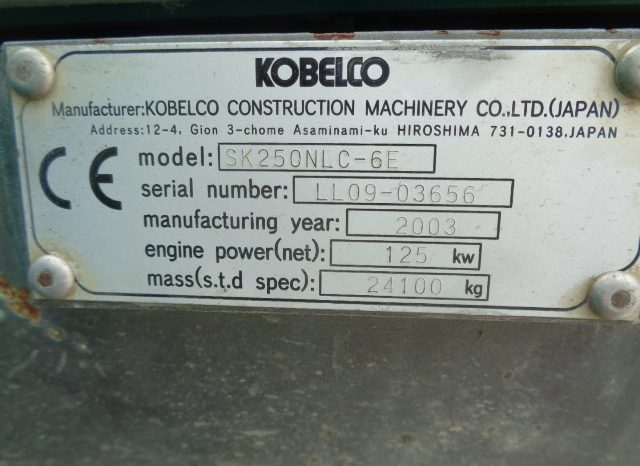 KOBELCO
Manufacturer:KOBELCO CONSTRUCTION MACHINERY CO.,LTD.(JAPAN)
Address:12-4, Gion 3-chome Asaminami-ku HIROSHIMA 731-0138.JAPAN
CE
model: SK250NLC-6E
serial number: LL09-03656
manufacturing year: 2003
engine power(net): 125 kw
mass(s.t.d spec): 24100 kg